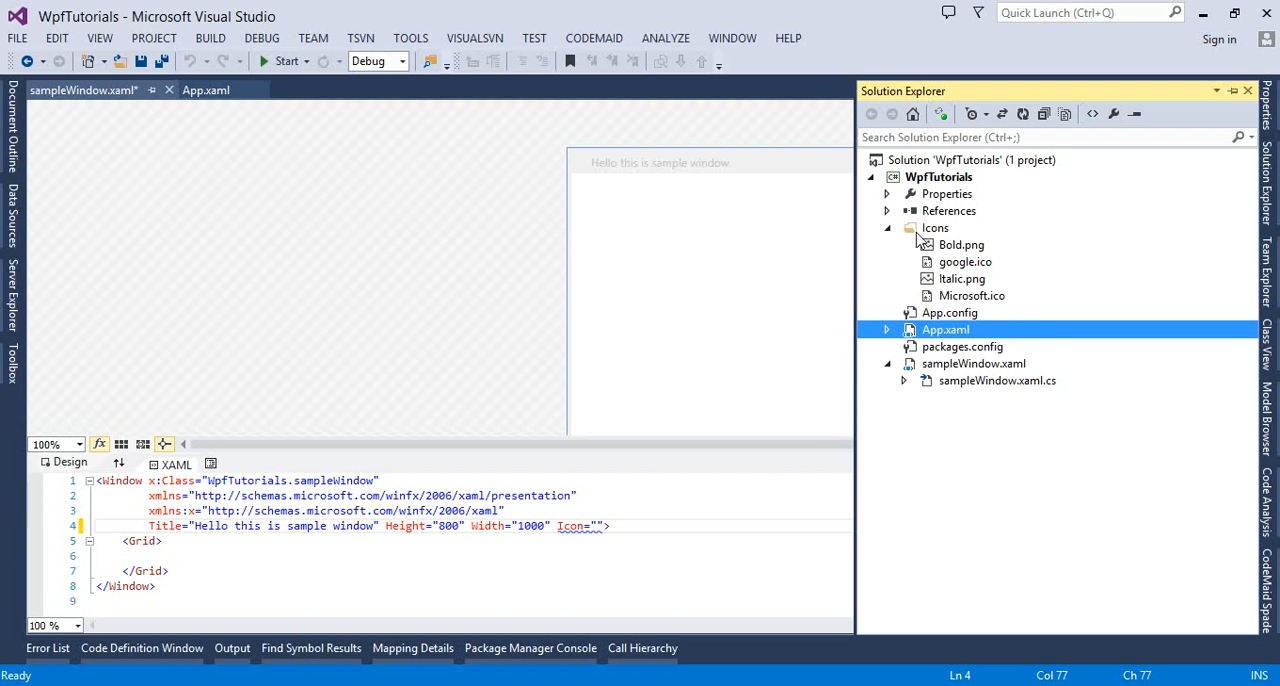 WpfTutorials - Microsoft Visual Studio
Quick Launch (Ctrl+Q)
FILE EDIT VIEW PROJECT BUILD DEBUG TEAM TSVN TOOLS VISUALSVN TEST CODEMAID ANALYZE WINDOW HELP
Sign in
Start Debug
sampleWindow.xaml* App.xaml
Document Outline
Data Sources
Server Explorer
Toolbox
Hello this is sample window
Solution Explorer
Search Solution Explorer (Ctrl+;)
Solution 'WpfTutorials' (1 project)
C# WpfTutorials
Properties
References
Icons
Bold.png
google.ico
Italic.png
Microsoft.ico
App.config
App.xaml
packages.config
sampleWindow.xaml
sampleWindow.xaml.cs
Properties
Solution Explorer
Team Explorer
Class View
Model Browser
Code Analysis
CodeMaid Spade
100% fx
Design XAML
1 <Window x:Class="WpfTutorials.sampleWindow"
2 xmlns="http://schemas.microsoft.com/winfx/2006/xaml/presentation"
3 xmlns:x="http://schemas.microsoft.com/winfx/2006/xaml"
4 Title="Hello this is sample window" Height="800" Width="1000" Icon="">
5 <Grid>
6
7 </Grid>
8 </Window>
9
100 %
Error List Code Definition Window Output Find Symbol Results Mapping Details Package Manager Console Call Hierarchy
Ready Ln 4 Col 77 Ch 77 INS